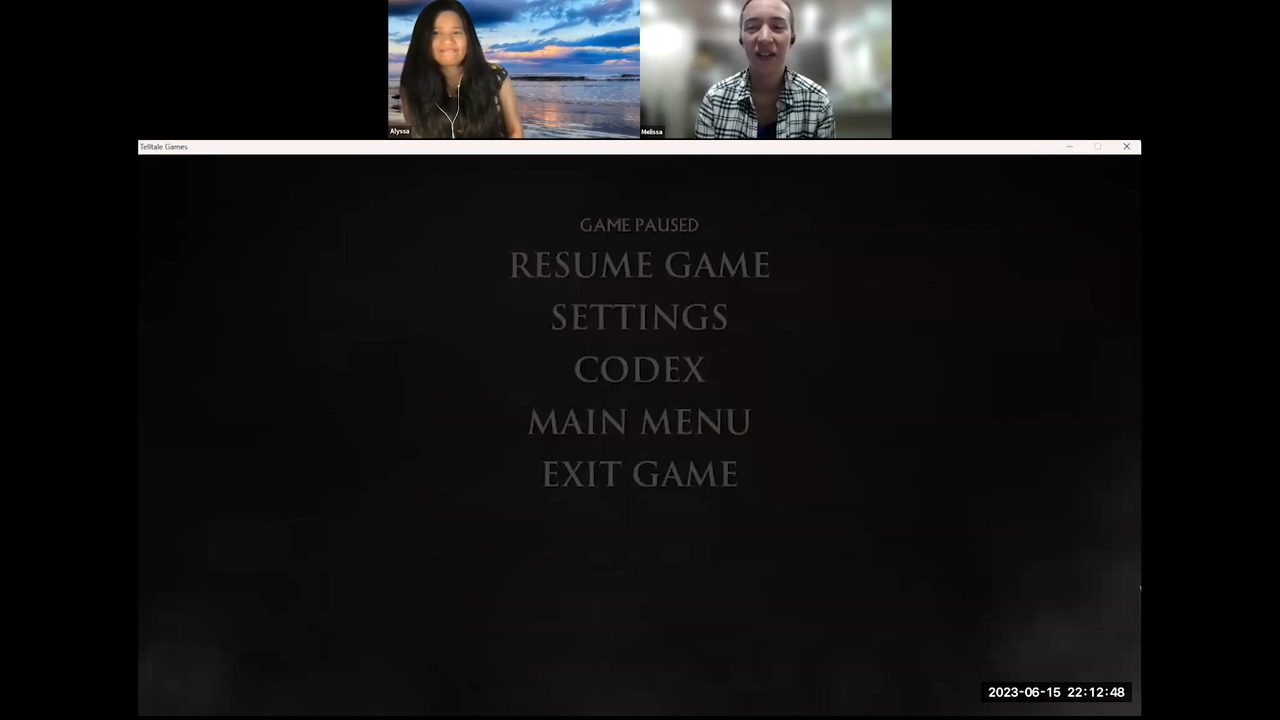 Alyssa
Melissa
Telltale Games
GAME PAUSED
RESUME GAME
SETTINGS
CODEX
MAIN MENU
EXIT GAME
2023-06-15 22:12:48